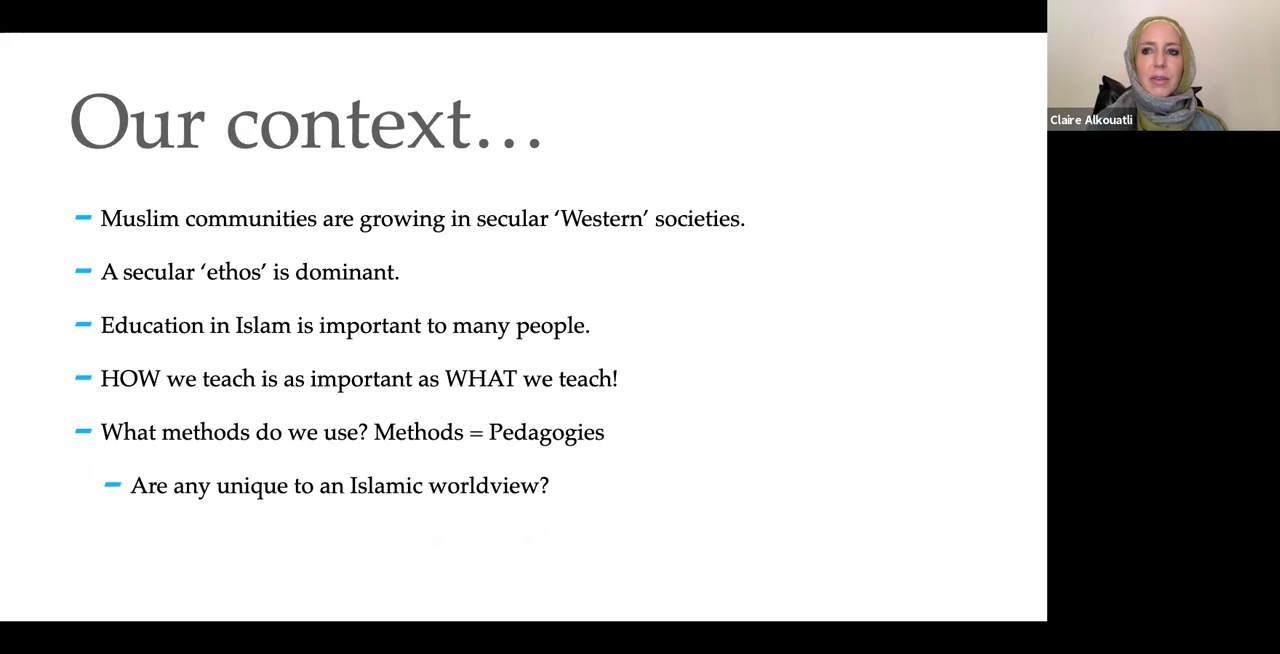 Our context…
Muslim communities are growing in secular ‘Western’ societies.
A secular ‘ethos’ is dominant.
Education in Islam is important to many people.
HOW we teach is as important as WHAT we teach!
What methods do we use? Methods = Pedagogies
Are any unique to an Islamic worldview?
Claire Alkouatli